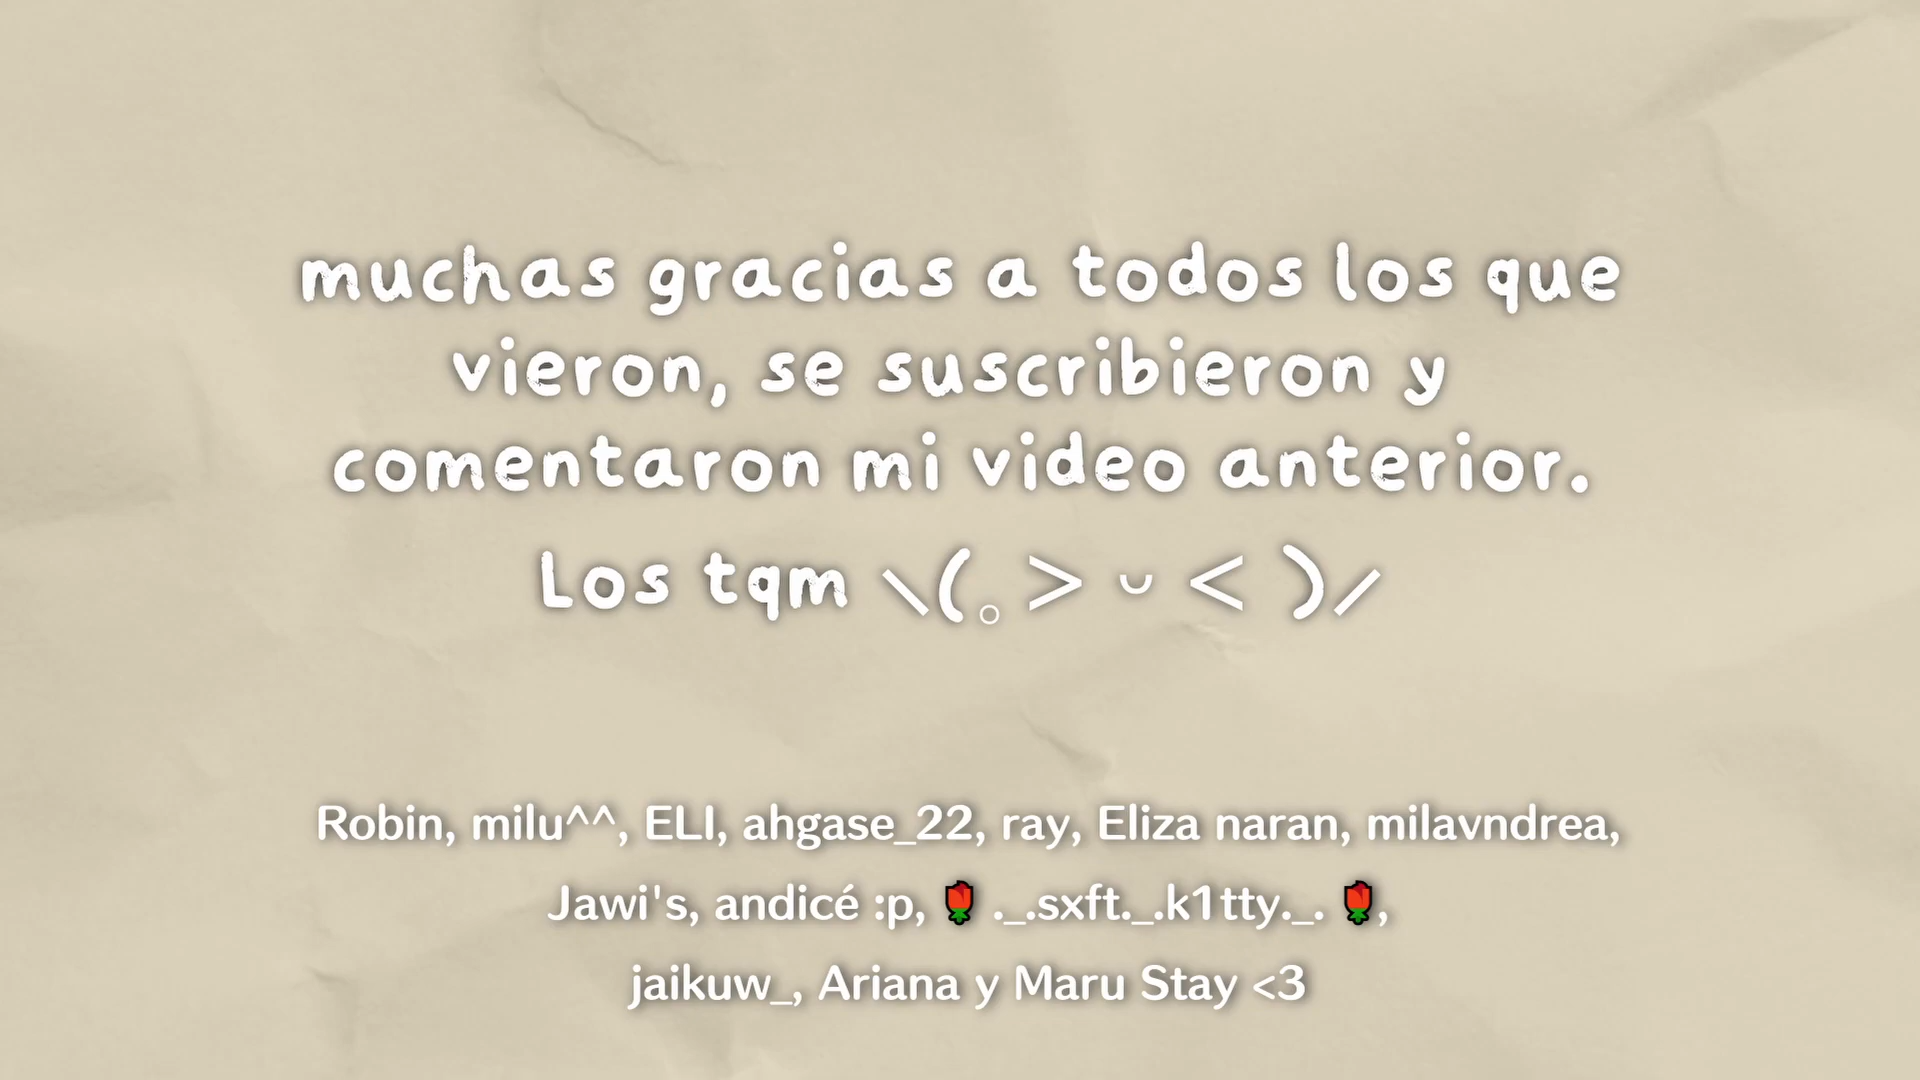 muchas gracias a todos los que
vieron, se suscribieron y
comentaron mi video anterior.
Los tqm ⸜(｡ > ᵕ < )⸝
Robin, milu^^, ELI, ahgase_22, ray, Eliza naran, milavndrea,
Jawi's, andicé :p, 🌹._.sxft._.k1tty._. 🌹,
jaikuw_, Ariana y Maru Stay <3